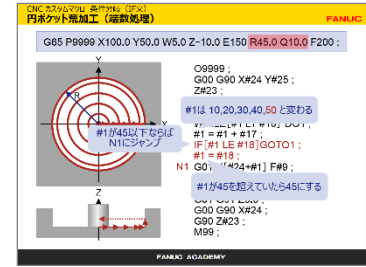 CNC カスタムマクロ 条件分岐 (IF文)
円ポケット荒加工（端数処理）
FANUC
G65 P9999 X100.0 Y50.0 W5.0 Z-10.0 E150 R45.0 Q10.0 F200 ;
Y
R
X
O9999 ;
G00 G90 X#24 Y#25 ;
Z#23 ;
#1は 10,20,30,40,50 と変わる
#1が45以下ならば
N1にジャンプ
#1 = #1 + #17 ;
IF[#1 LE #18]GOTO1 ;
#1 = #18 ;
N1
F#9 ;
#1が45を超えていたら45にする
G00 G90 X#24 ;
G90 Z#23 ;
M99 ;
Z
FANUC ACADEMY